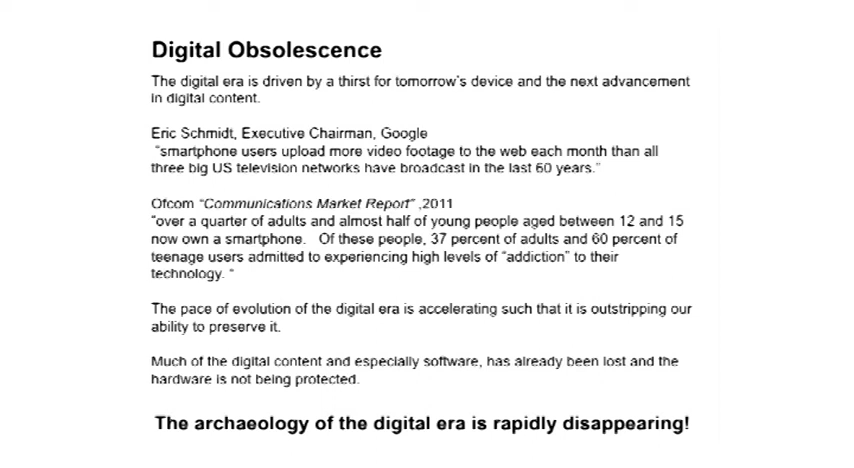 Digital Obsolescence
The digital era is driven by a thirst for tomorrow's device and the next advancement
in digital content.
Eric Schmidt, Executive Chairman, Google
"smartphone users upload more video footage to the web each month than all
three big US television networks have broadcast in the last 60 years."
Ofcom "Communications Market Report" ,2011
"over a quarter of adults and almost half of young people aged between 12 and 15
now own a smartphone. Of these people, 37 percent of adults and 60 percent of
teenage users admitted to experiencing high levels of "addiction" to their
technology. "
The pace of evolution of the digital era is accelerating such that it is outstripping our
ability to preserve it.
Much of the digital content and especially software, has already been lost and the
hardware is not being protected.
The archaeology of the digital era is rapidly disappearing!